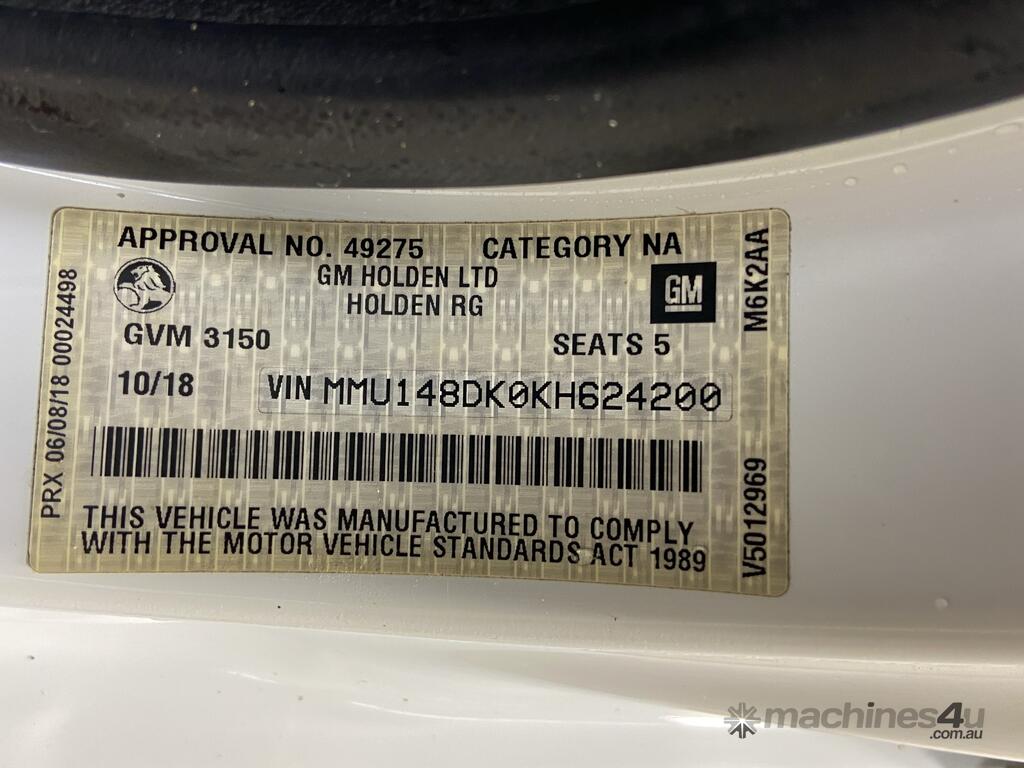 APPROVAL NO. 49275 CATEGORY NA
GM HOLDEN LTD
HOLDEN RG
GM
GVM 3150 SEATS 5
10/18 VIN MMU148DK0KH624200
THIS VEHICLE WAS MANUFACTURED TO COMPLY
WITH THE MOTOR VEHICLE STANDARDS ACT 1989
PRX 06/08/18 00024498
M6K2AA
V5012969
machines4u
.com.au